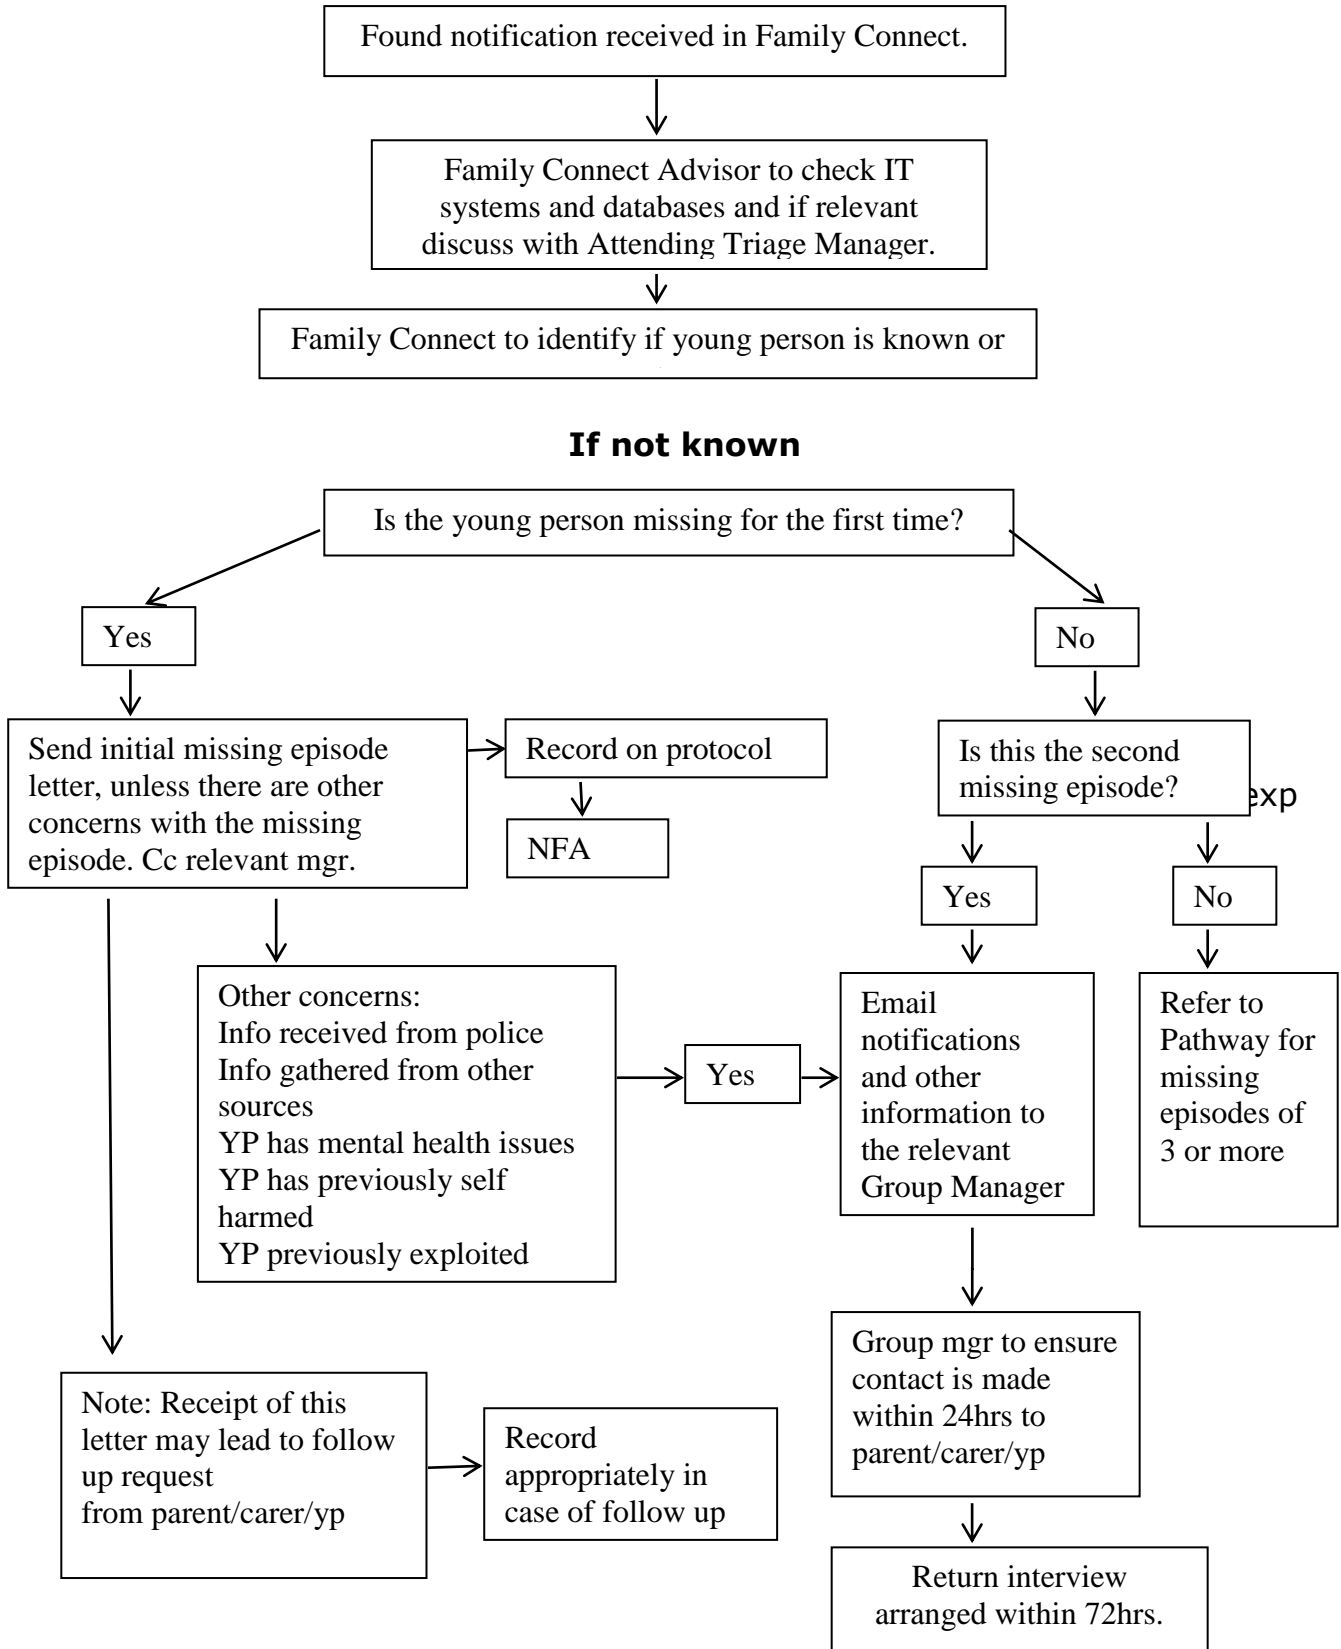 Found notification received in Family Connect.
Family Connect Advisor to check IT
systems and databases and if relevant
discuss with Attending Triage Manager.
Family Connect to identify if young person is known or
If not known
Is the young person missing for the first time?
Yes
No
Send initial missing episode
letter, unless there are other
concerns with the missing
episode. Cc relevant mgr.
Record on protocol
NFA
Is this the second
missing episode?
exp
Yes
No
Other concerns:
Info received from police
Info gathered from other
sources
YP has mental health issues
YP has previously self
harmed
YP previously exploited
Yes
Email
notifications
and other
information to
the relevant
Group Manager
Refer to
Pathway for
missing
episodes of
3 or more
Group mgr to ensure
contact is made
within 24hrs to
parent/carer/yp
Note: Receipt of this
letter may lead to follow
up request
from parent/carer/yp
Record
appropriately in
case of follow up
Return interview
arranged within 72hrs.